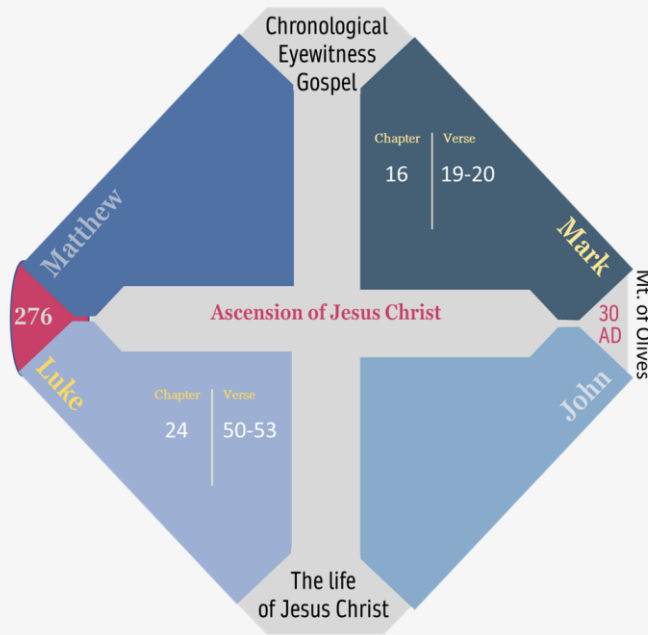 Chronological
Eyewitness
Gospel
Matthew
Chapter Verse
16 19-20
Mark
276
Ascension of Jesus Christ
30
AD
Mt. of Olives
Luke
Chapter Verse
24 50-53
John
The life
of Jesus Christ